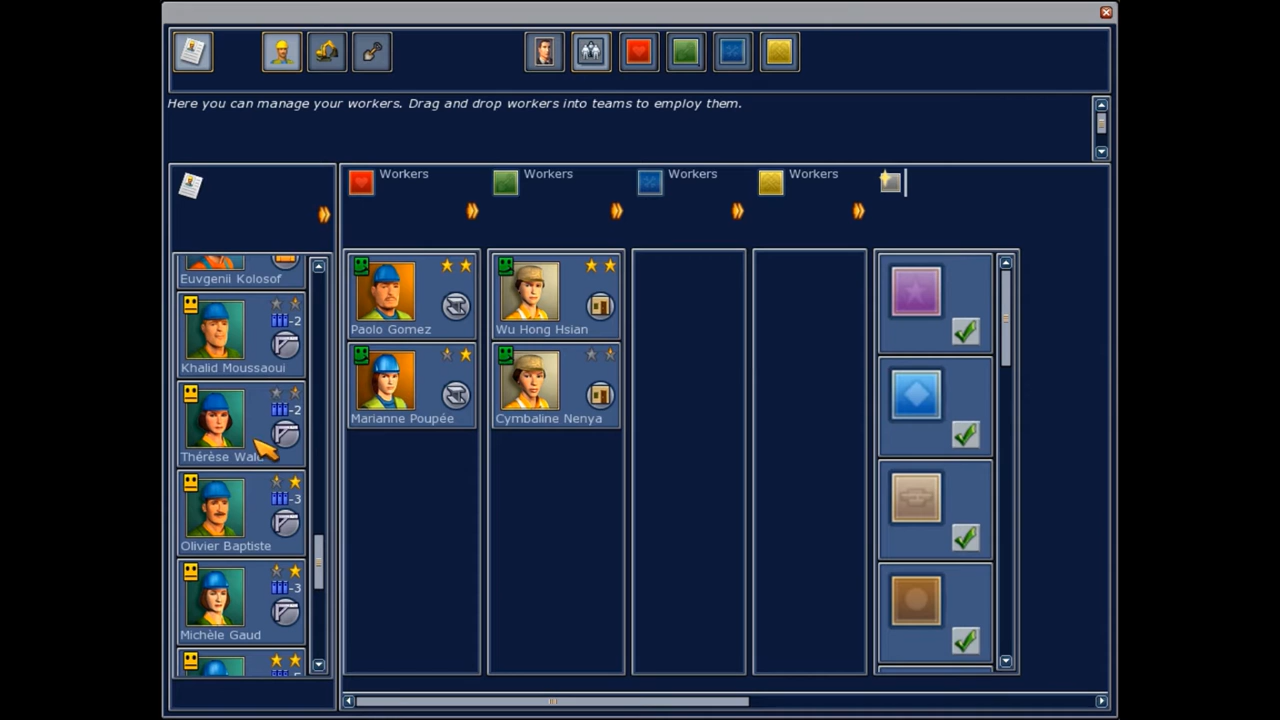 Here you can manage your workers. Drag and drop workers into teams to employ them.
Workers
Workers
Workers
Workers
Euvgenii Kolosof
-2
Khalid Moussaoui
-2
Thérèse
-3
Olivier Baptiste
-3
Michèle Gaud
Paolo Gomez
Marianne Poupée
Wu Hong Hsian
Cymbaline Nenya